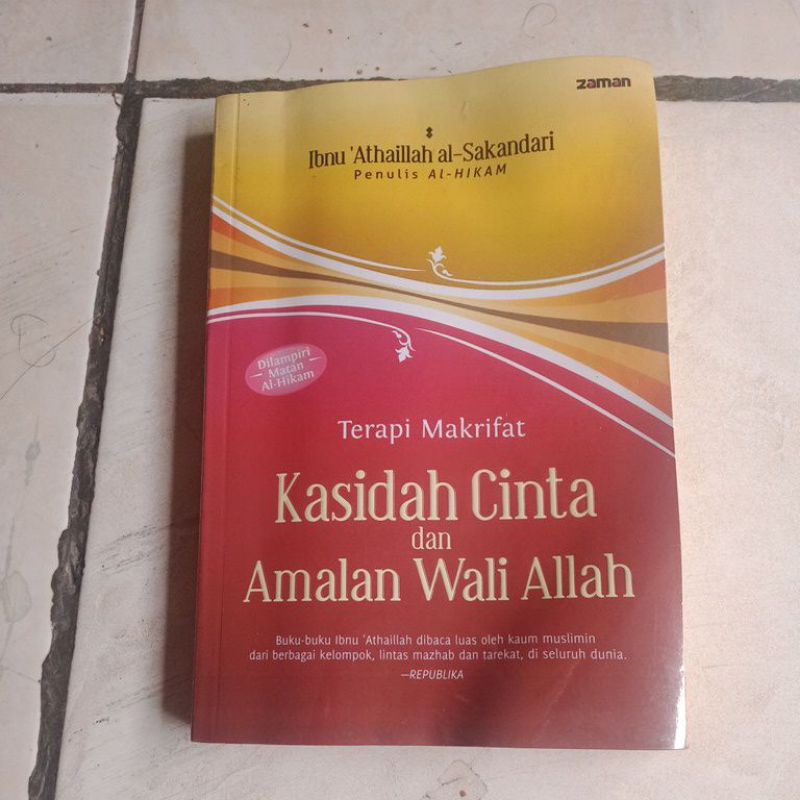 zaman
Ibnu 'Athaillah al-Sakandari
Penulis AL-HIKAM
Dilampiri
Matan
Al-Hikam
Terapi Makrifat
Kasidah Cinta
dan
Amalan Wali Allah
Buku-buku Ibnu 'Athaillah dibaca luas oleh kaum muslimin
dari berbagai kelompok, lintas mazhab dan tarekat, di seluruh dunia.
—REPUBLIKA